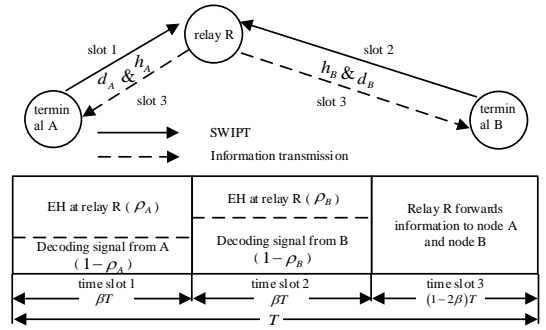 slot 1
relay R
slot 2
d_A & h_A
h_B & d_B
slot 3
slot 3
termin
al A
termin
al B
SWIPT
Information transmission
EH at relay R ( ρ_A )
EH at relay R ( ρ_B )
Relay R forwards
information to node A
and node B
Decoding signal from A
(1−ρ_A)
Decoding signal from B
(1−ρ_B)
time slot 1
time slot 2
time slot 3
βT
βT
(1−2β)T
T